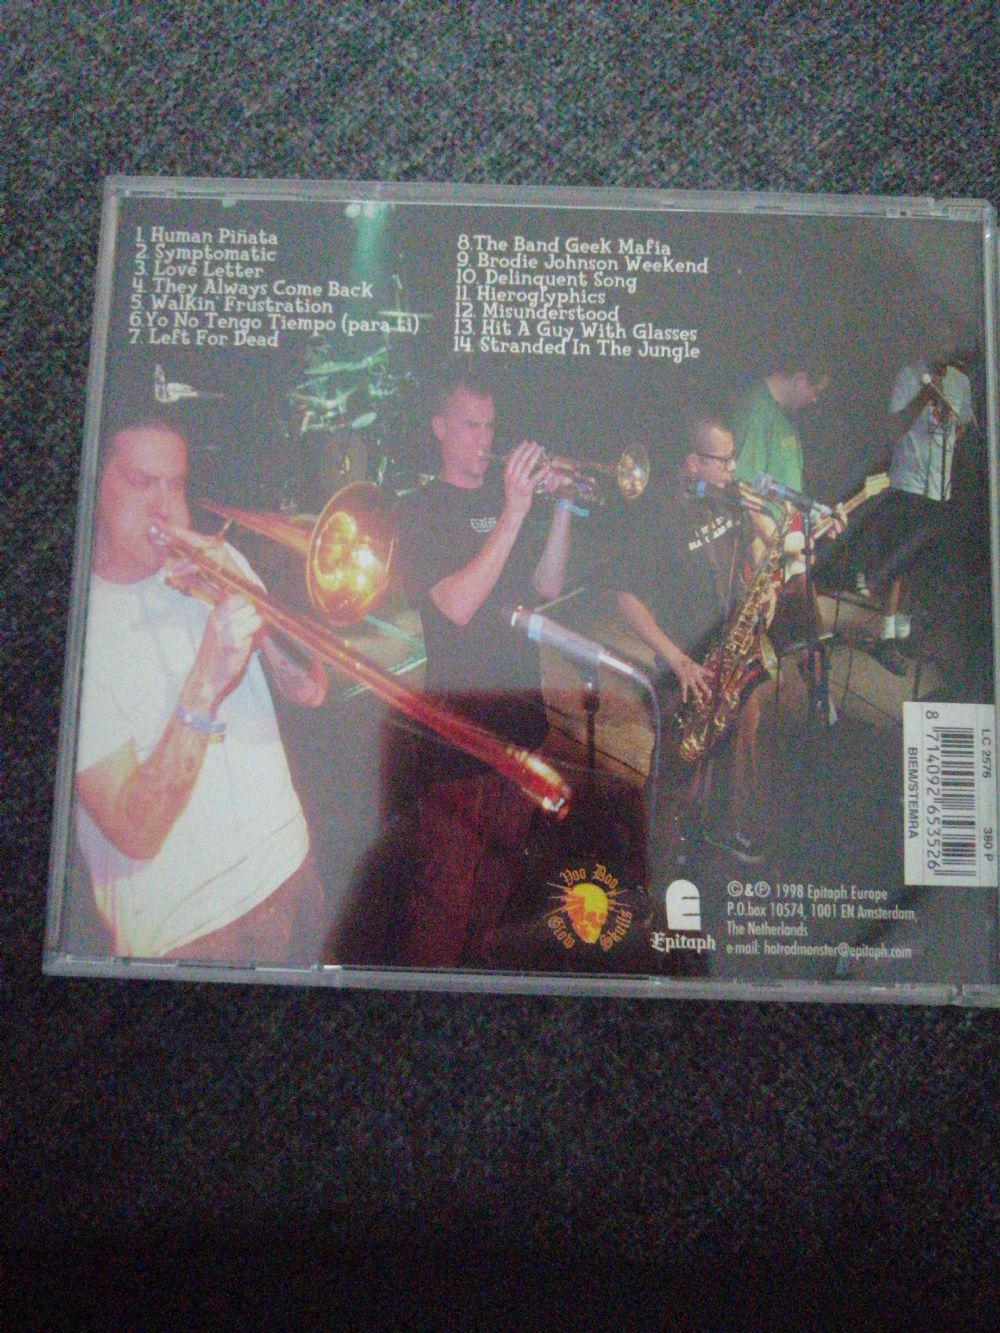 1. Human Piñata
2. Symptomatic
3. Love Letter
4. They Always Come Back
5. Walkin' Frustration
6. Yo No Tengo Tiempo (para ti)
7. Left For Dead
8. The Band Geek Mafia
9. Brodie Johnson Weekend
10. Delinquent Song
11. Hieroglyphics
12. Misunderstood
13. Hit A Guy With Glasses
14. Stranded In The Jungle
LC 2576 380 P
8 714092 653526
BIEM/STEMRA
Voo Doo
Glow Skulls
Epitaph
©&℗ 1998 Epitaph Europe
P.O.box 10574, 1001 EN Amsterdam,
The Netherlands
e-mail: hotrodmonster@epitaph.com